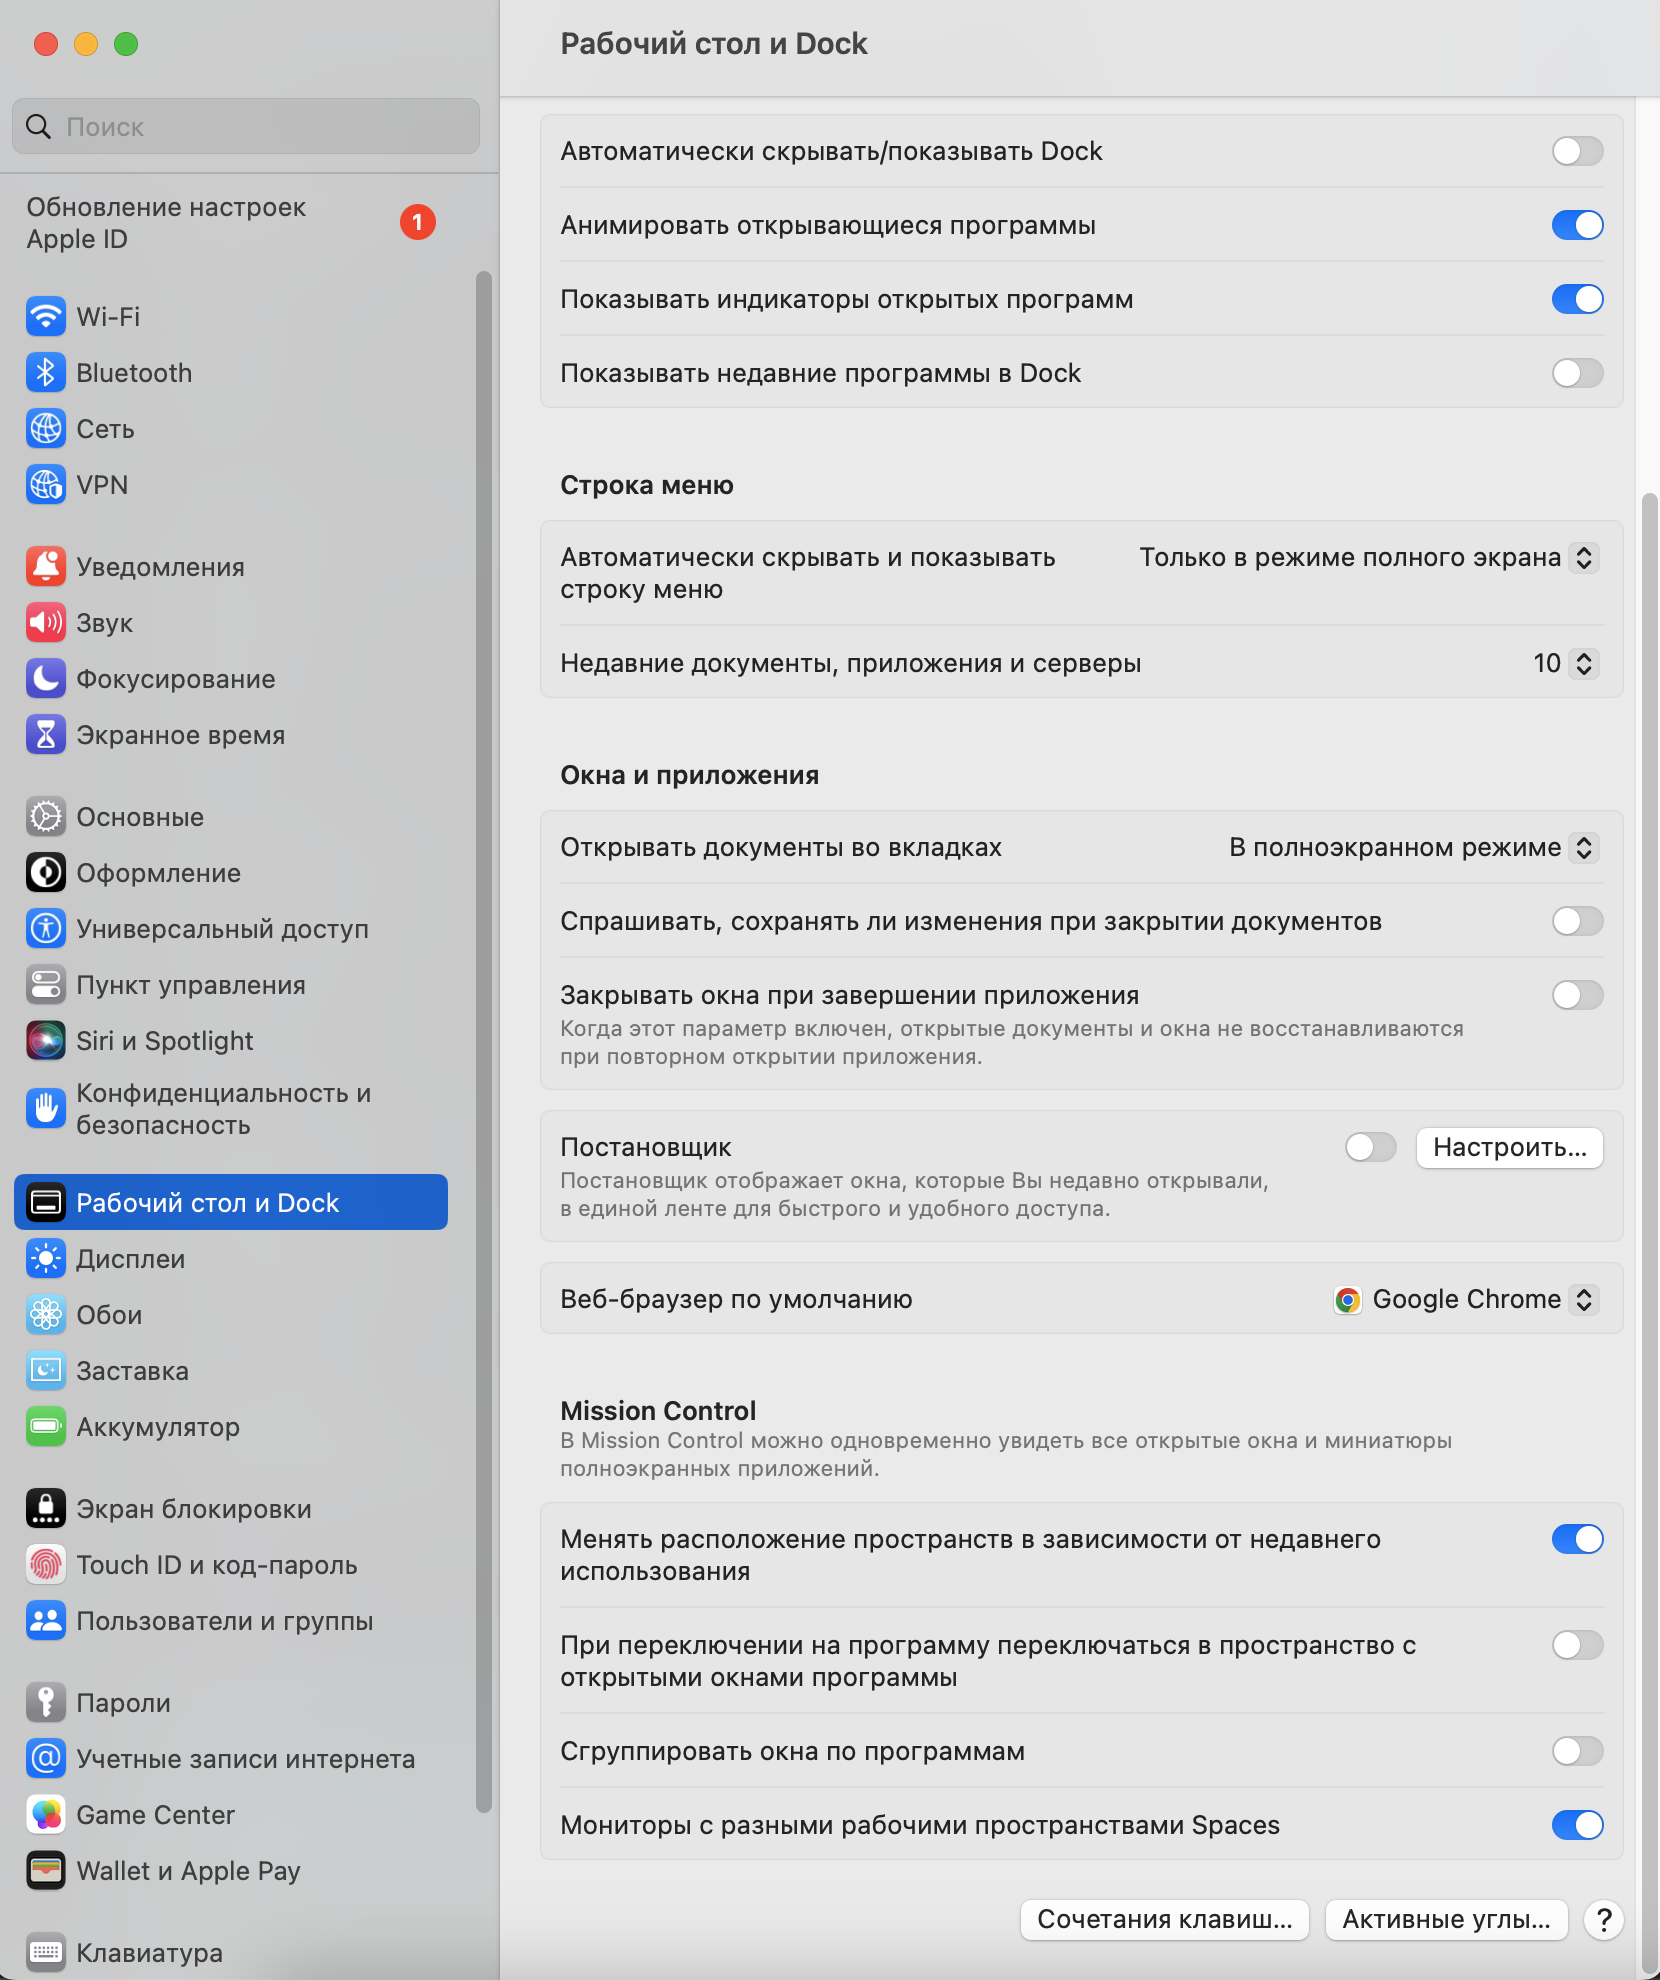 Рабочий стол и Dock
Поиск
Обновление настроек
Apple ID
1
Wi-Fi
Bluetooth
Сеть
VPN
Уведомления
Звук
Фокусирование
Экранное время
Основные
Оформление
Универсальный доступ
Пункт управления
Siri и Spotlight
Конфиденциальность и
безопасность
Рабочий стол и Dock
Дисплеи
Обои
Заставка
Аккумулятор
Экран блокировки
Touch ID и код-пароль
Пользователи и группы
Пароли
Учетные записи интернета
Game Center
Wallet и Apple Pay
Клавиатура
Автоматически скрывать/показывать Dock
Анимировать открывающиеся программы
Показывать индикаторы открытых программ
Показывать недавние программы в Dock
Строка меню
Автоматически скрывать и показывать
строку меню
Только в режиме полного экрана
Недавние документы, приложения и серверы
10
Окна и приложения
Открывать документы во вкладках
В полноэкранном режиме
Спрашивать, сохранять ли изменения при закрытии документов
Закрывать окна при завершении приложения
Когда этот параметр включен, открытые документы и окна не восстанавливаются
при повторном открытии приложения.
Постановщик
Настроить...
Постановщик отображает окна, которые Вы недавно открывали,
в единой ленте для быстрого и удобного доступа.
Веб-браузер по умолчанию
Google Chrome
Mission Control
В Mission Control можно одновременно увидеть все открытые окна и миниатюры
полноэкранных приложений.
Менять расположение пространств в зависимости от недавнего
использования
При переключении на программу переключаться в пространство с
открытыми окнами программы
Сгруппировать окна по программам
Мониторы с разными рабочими пространствами Spaces
Сочетания клавиш...
Активные углы...
?